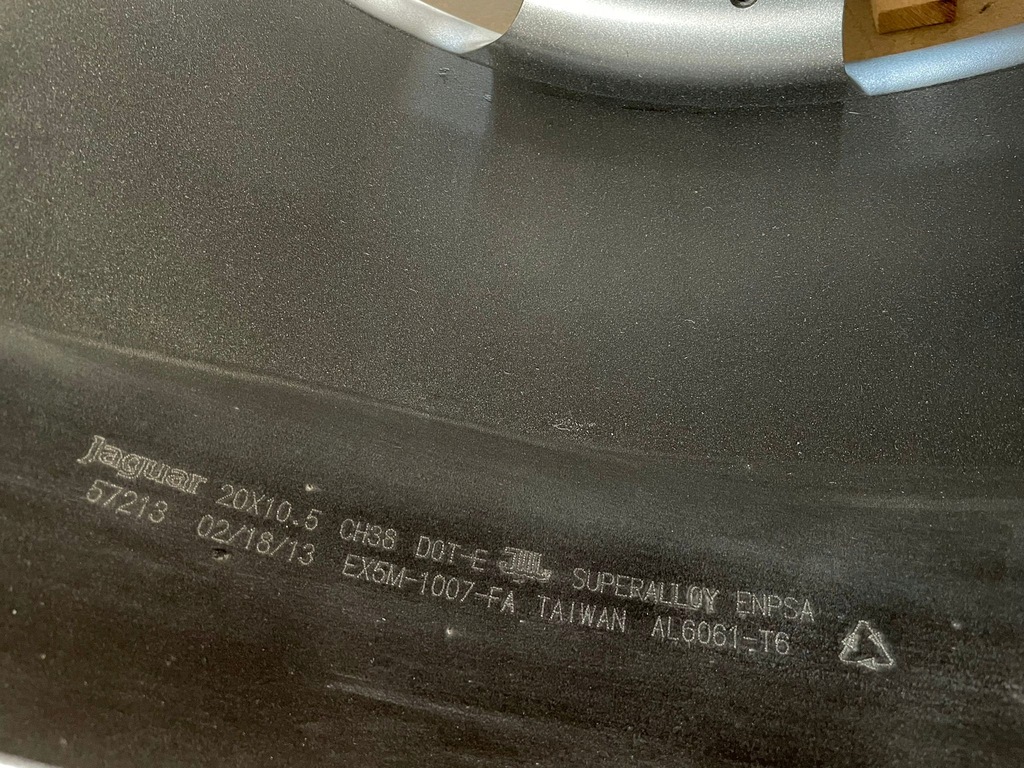 Jaguar 20X10.5 CH38 DOT-E JWL SUPERALLOY ENPSA
57213 02/18/13 EX5M-1007-FA TAIWAN AL6061-T6